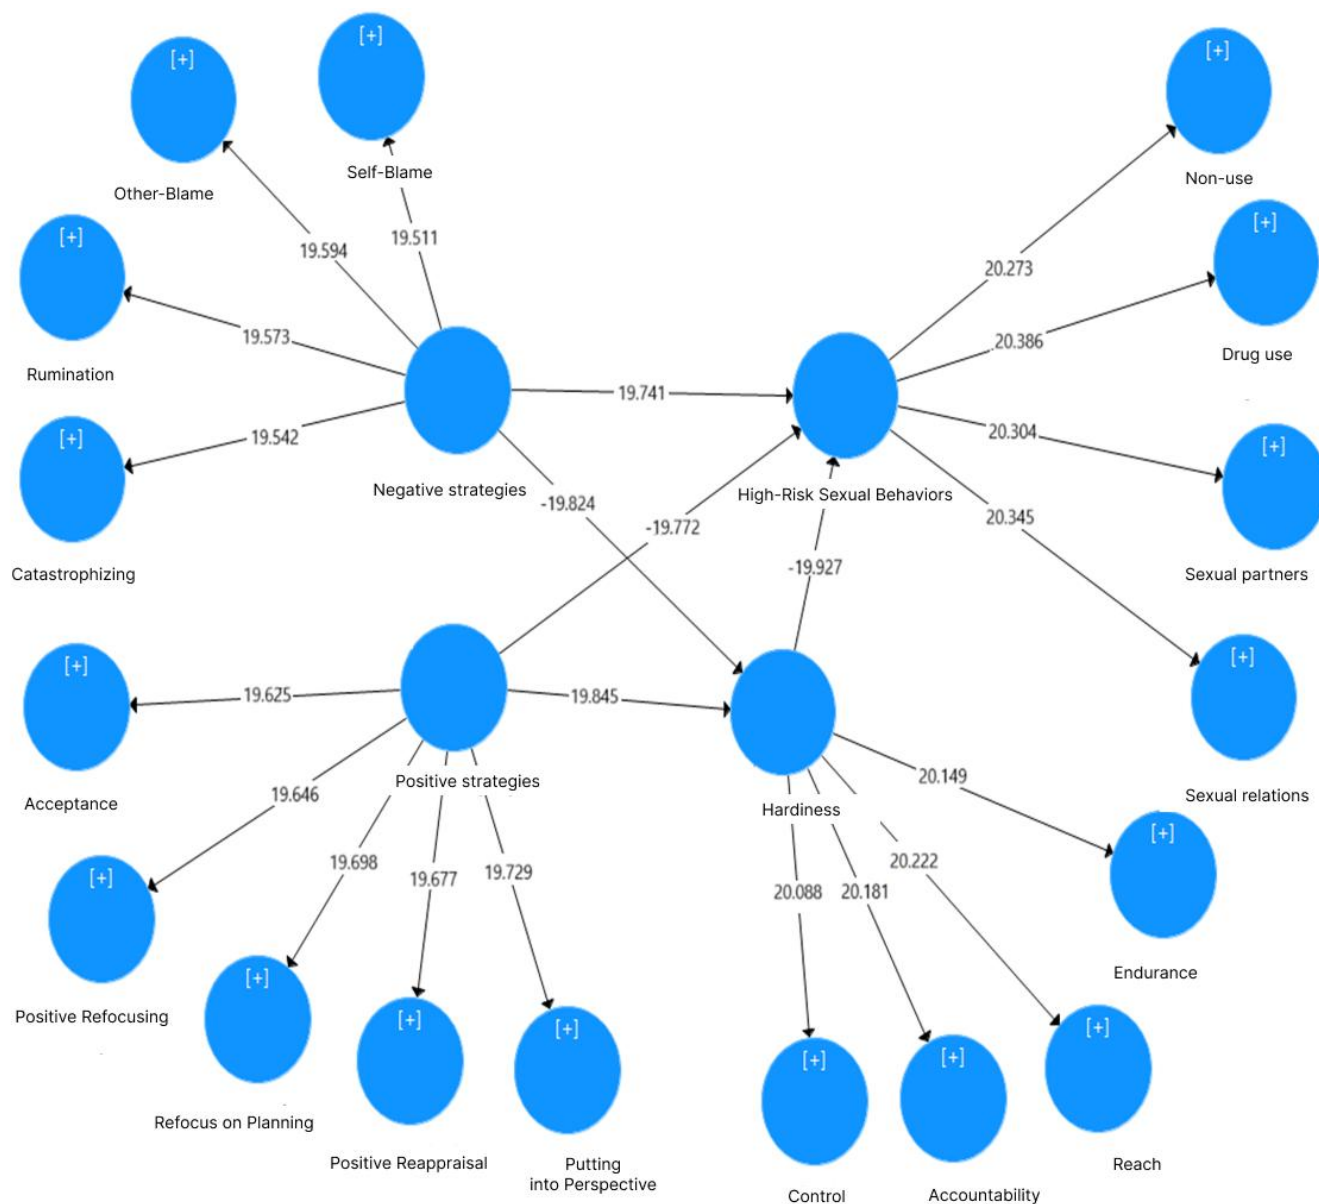 [+]
[+]
[+]
Self-Blame
Non-use
Other-Blame
[+]
[+]
19.594
19.511
20.273
Rumination
19.573
20.386
Drug use
[+]
19.542
19.741
20.304
[+]
Negative strategies
High-Risk Sexual Behaviors
-19.824
-19.772
20.345
Catastrophizing
-19.927
Sexual partners
[+]
[+]
19.625
19.845
Acceptance
Positive strategies
Hardiness
20.149
Sexual relations
19.646
[+]
[+]
19.698
19.677
19.729
20.088
20.181
20.222
Endurance
Positive Refocusing
[+]
[+]
[+]
[+]
[+]
[+]
Refocus on Planning
Positive Reappraisal
Putting
into Perspective
Reach
Control
Accountability